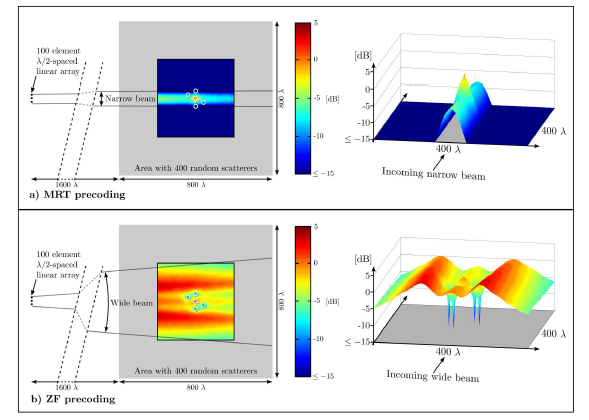 100 element
λ/2-spaced
linear array
Narrow beam
Area with 400 random scatterers
1600 λ
800 λ
800 λ
5
0
-5
[dB]
-10
≤ −15
[dB]
5
0
-5
-10
≤ −15
400 λ
400 λ
Incoming narrow beam
a) MRT precoding
100 element
λ/2-spaced
linear array
Wide beam
Area with 400 random scatterers
1600 λ
800 λ
800 λ
5
0
-5
[dB]
-10
≤ −15
[dB]
5
0
-5
-10
≤ −15
400 λ
400 λ
Incoming wide beam
b) ZF precoding